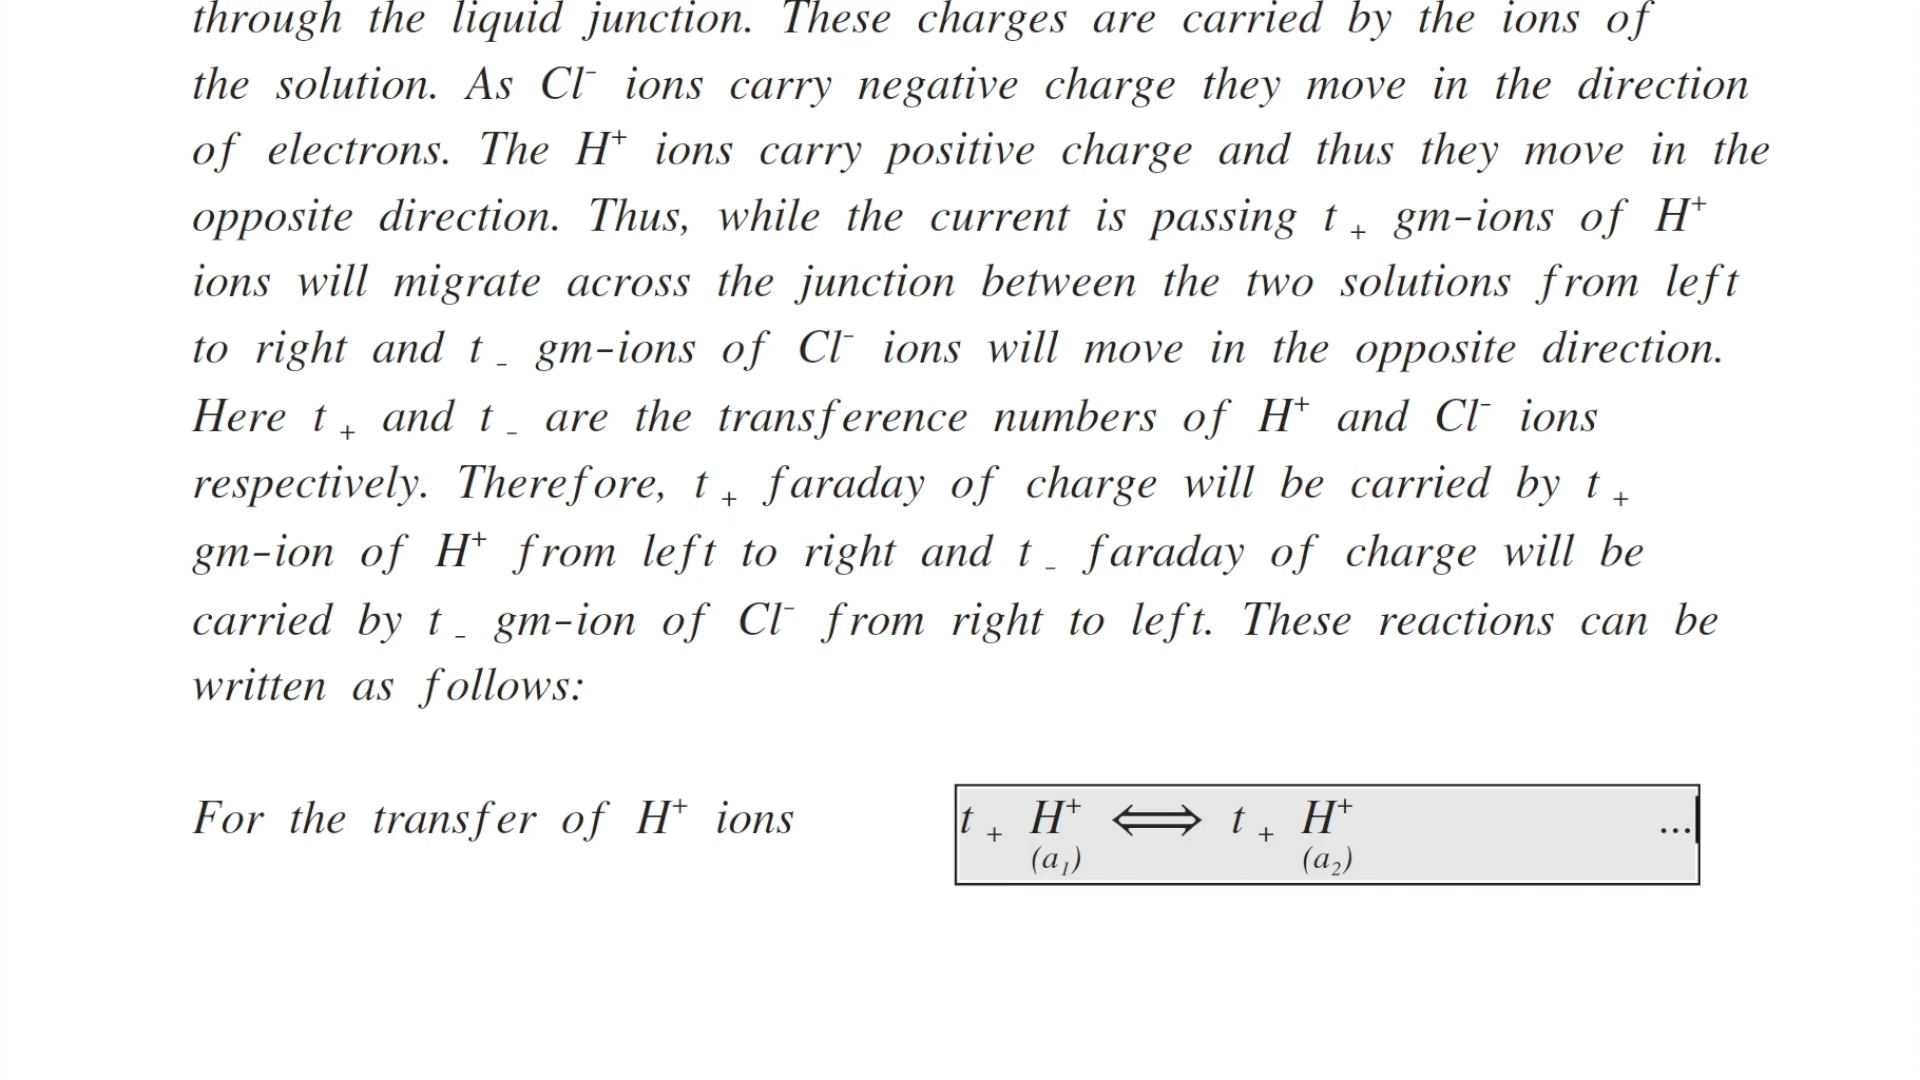 through the liquid junction. These charges are carried by the ions of
the solution. As Cl⁻ ions carry negative charge they move in the direction
of electrons. The H⁺ ions carry positive charge and thus they move in the
opposite direction. Thus, while the current is passing t ₊ gm-ions of H⁺
ions will migrate across the junction between the two solutions from left
to right and t ₋ gm-ions of Cl⁻ ions will move in the opposite direction.
Here t ₊ and t ₋ are the transference numbers of H⁺ and Cl⁻ ions
respectively. Therefore, t ₊ faraday of charge will be carried by t ₊
gm-ion of H⁺ from left to right and t ₋ faraday of charge will be
carried by t ₋ gm-ion of Cl⁻ from right to left. These reactions can be
written as follows:
For the transfer of H⁺ ions t ₊ H⁺ ⟺ t ₊ H⁺ ...
(a₁) (a₂)